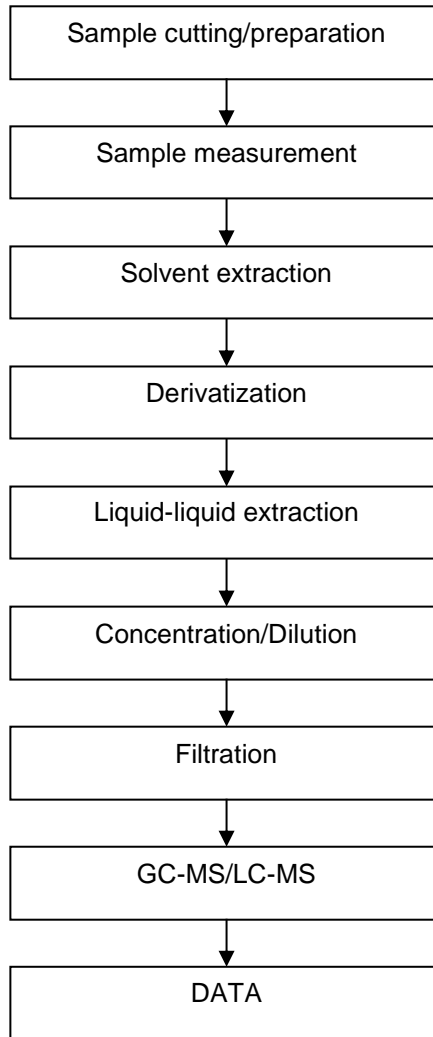 Sample cutting/preparation
Sample measurement
Solvent extraction
Derivatization
Liquid-liquid extraction
Concentration/Dilution
Filtration
GC-MS/LC-MS
DATA